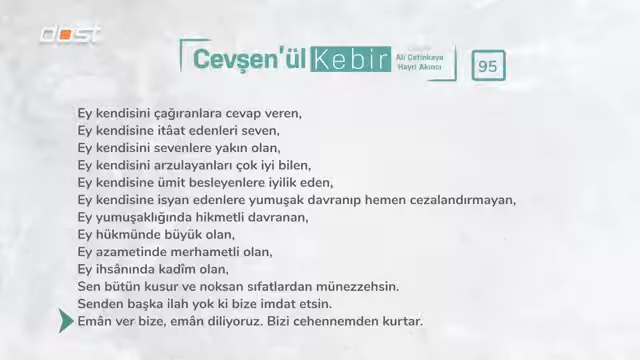 dost
Cevşen'ül Kebir
Ali Çetinkaya
Hayri Akıncı
95
Ey kendisini çağıranlara cevap veren,
Ey kendisine itâat edenleri seven,
Ey kendisini sevenlere yakın olan,
Ey kendisini arzulayanları çok iyi bilen,
Ey kendisine ümit besleyenlere iyilik eden,
Ey kendisine isyan edenlere yumuşak davranıp hemen cezalandırmayan,
Ey yumuşaklığında hikmetli davranan,
Ey hükmünde büyük olan,
Ey azametinde merhametli olan,
Ey ihsânında kadîm olan,
Sen bütün kusur ve noksan sıfatlardan münezzehsin.
Senden başka ilah yok ki bize imdat etsin.
Emân ver bize, emân diliyoruz. Bizi cehennemden kurtar.